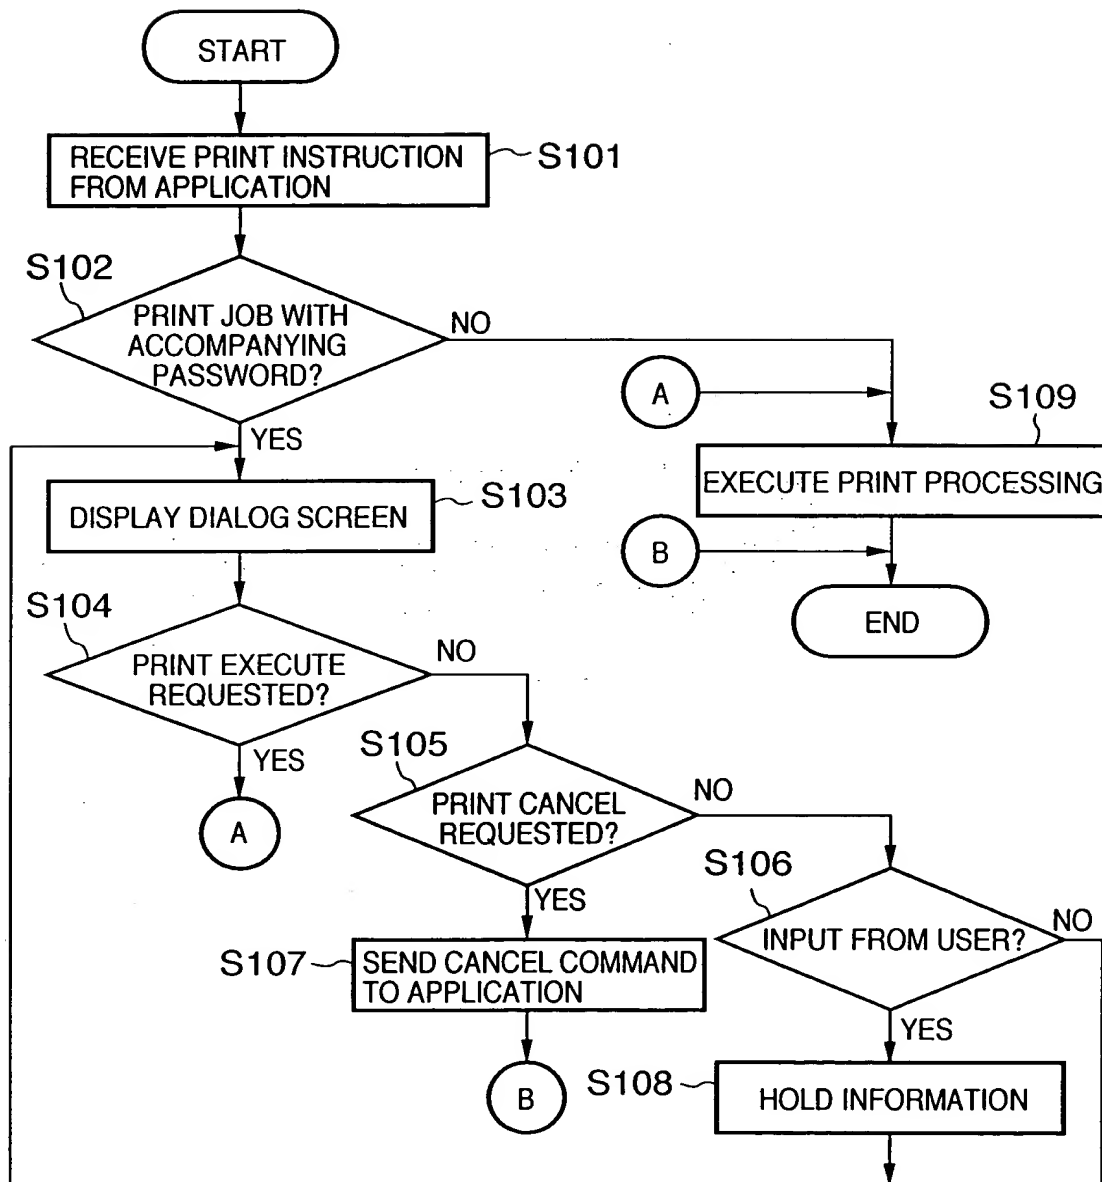 START
RECEIVE PRINT INSTRUCTION
FROM APPLICATION
S101
S102
PRINT JOB WITH
ACCOMPANYING
PASSWORD?
NO
YES
A
S109
EXECUTE PRINT PROCESSING
B
END
DISPLAY DIALOG SCREEN
S103
S104
PRINT EXECUTE
REQUESTED?
NO
YES
A
S105
PRINT CANCEL
REQUESTED?
NO
YES
S106
INPUT FROM USER?
NO
YES
S107
SEND CANCEL COMMAND
TO APPLICATION
B
S108
HOLD INFORMATION